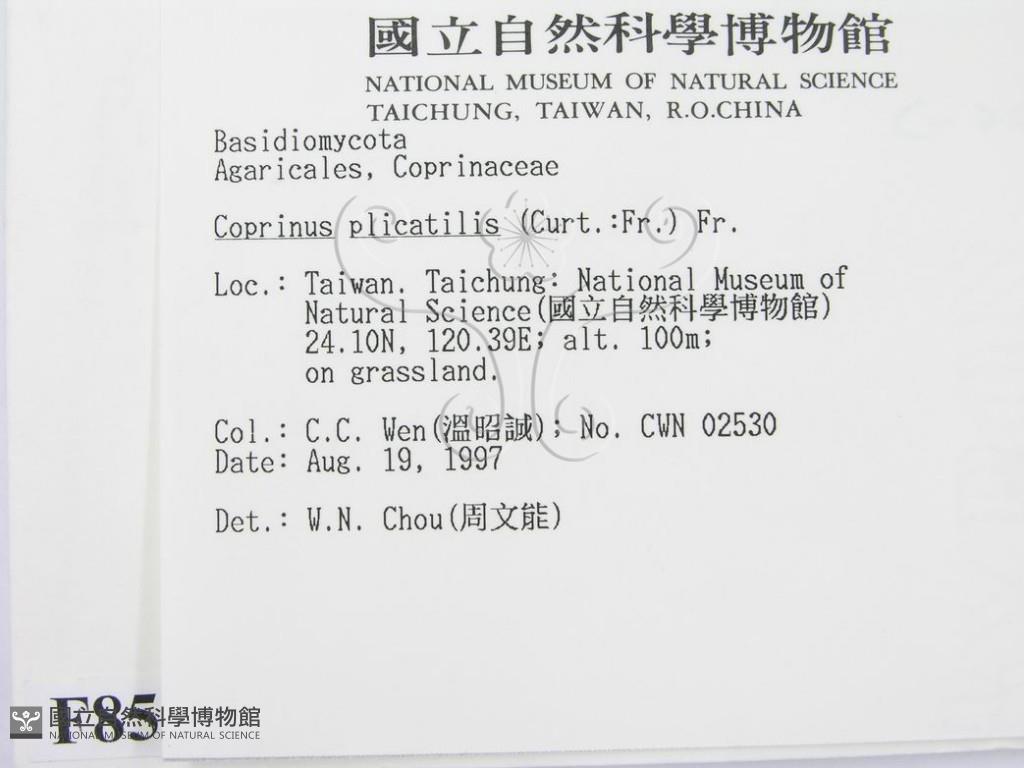 國立自然科學博物館
NATIONAL MUSEUM OF NATURAL SCIENCE
TAICHUNG, TAIWAN, R.O.CHINA
Basidiomycota
Agaricales, Coprinaceae
Coprinus plicatilis (Curt.:Fr.) Fr.
Loc.: Taiwan. Taichung: National Museum of
Natural Science(國立自然科學博物館)
24.10N, 120.39E; alt. 100m;
on grassland.
Col.: C.C. Wen(溫昭誠); No. CWN 02530
Date: Aug. 19, 1997
Det.: W.N. Chou(周文能)
F85
國立自然科學博物館
NATIONAL MUSEUM OF NATURAL SCIENCE